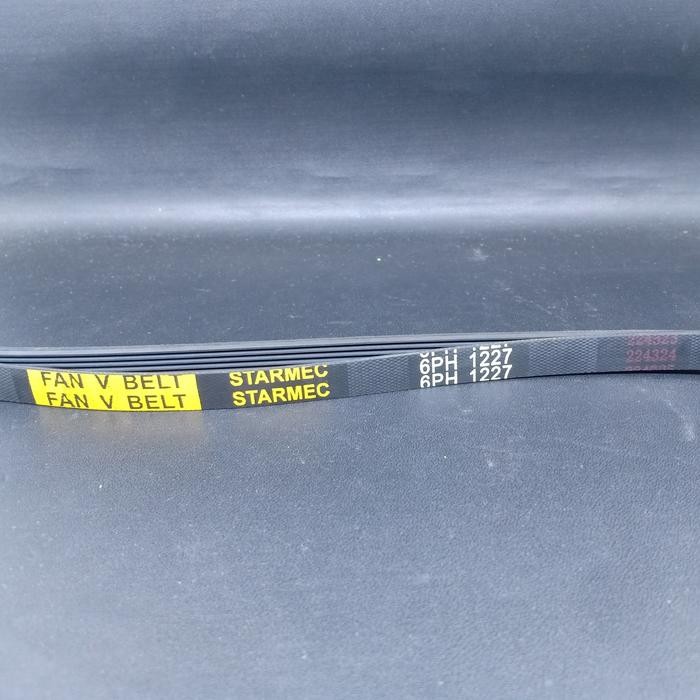 FAN V BELT
FAN V BELT
STARMEC
STARMEC
6PH 1227
6PH 1227
224324